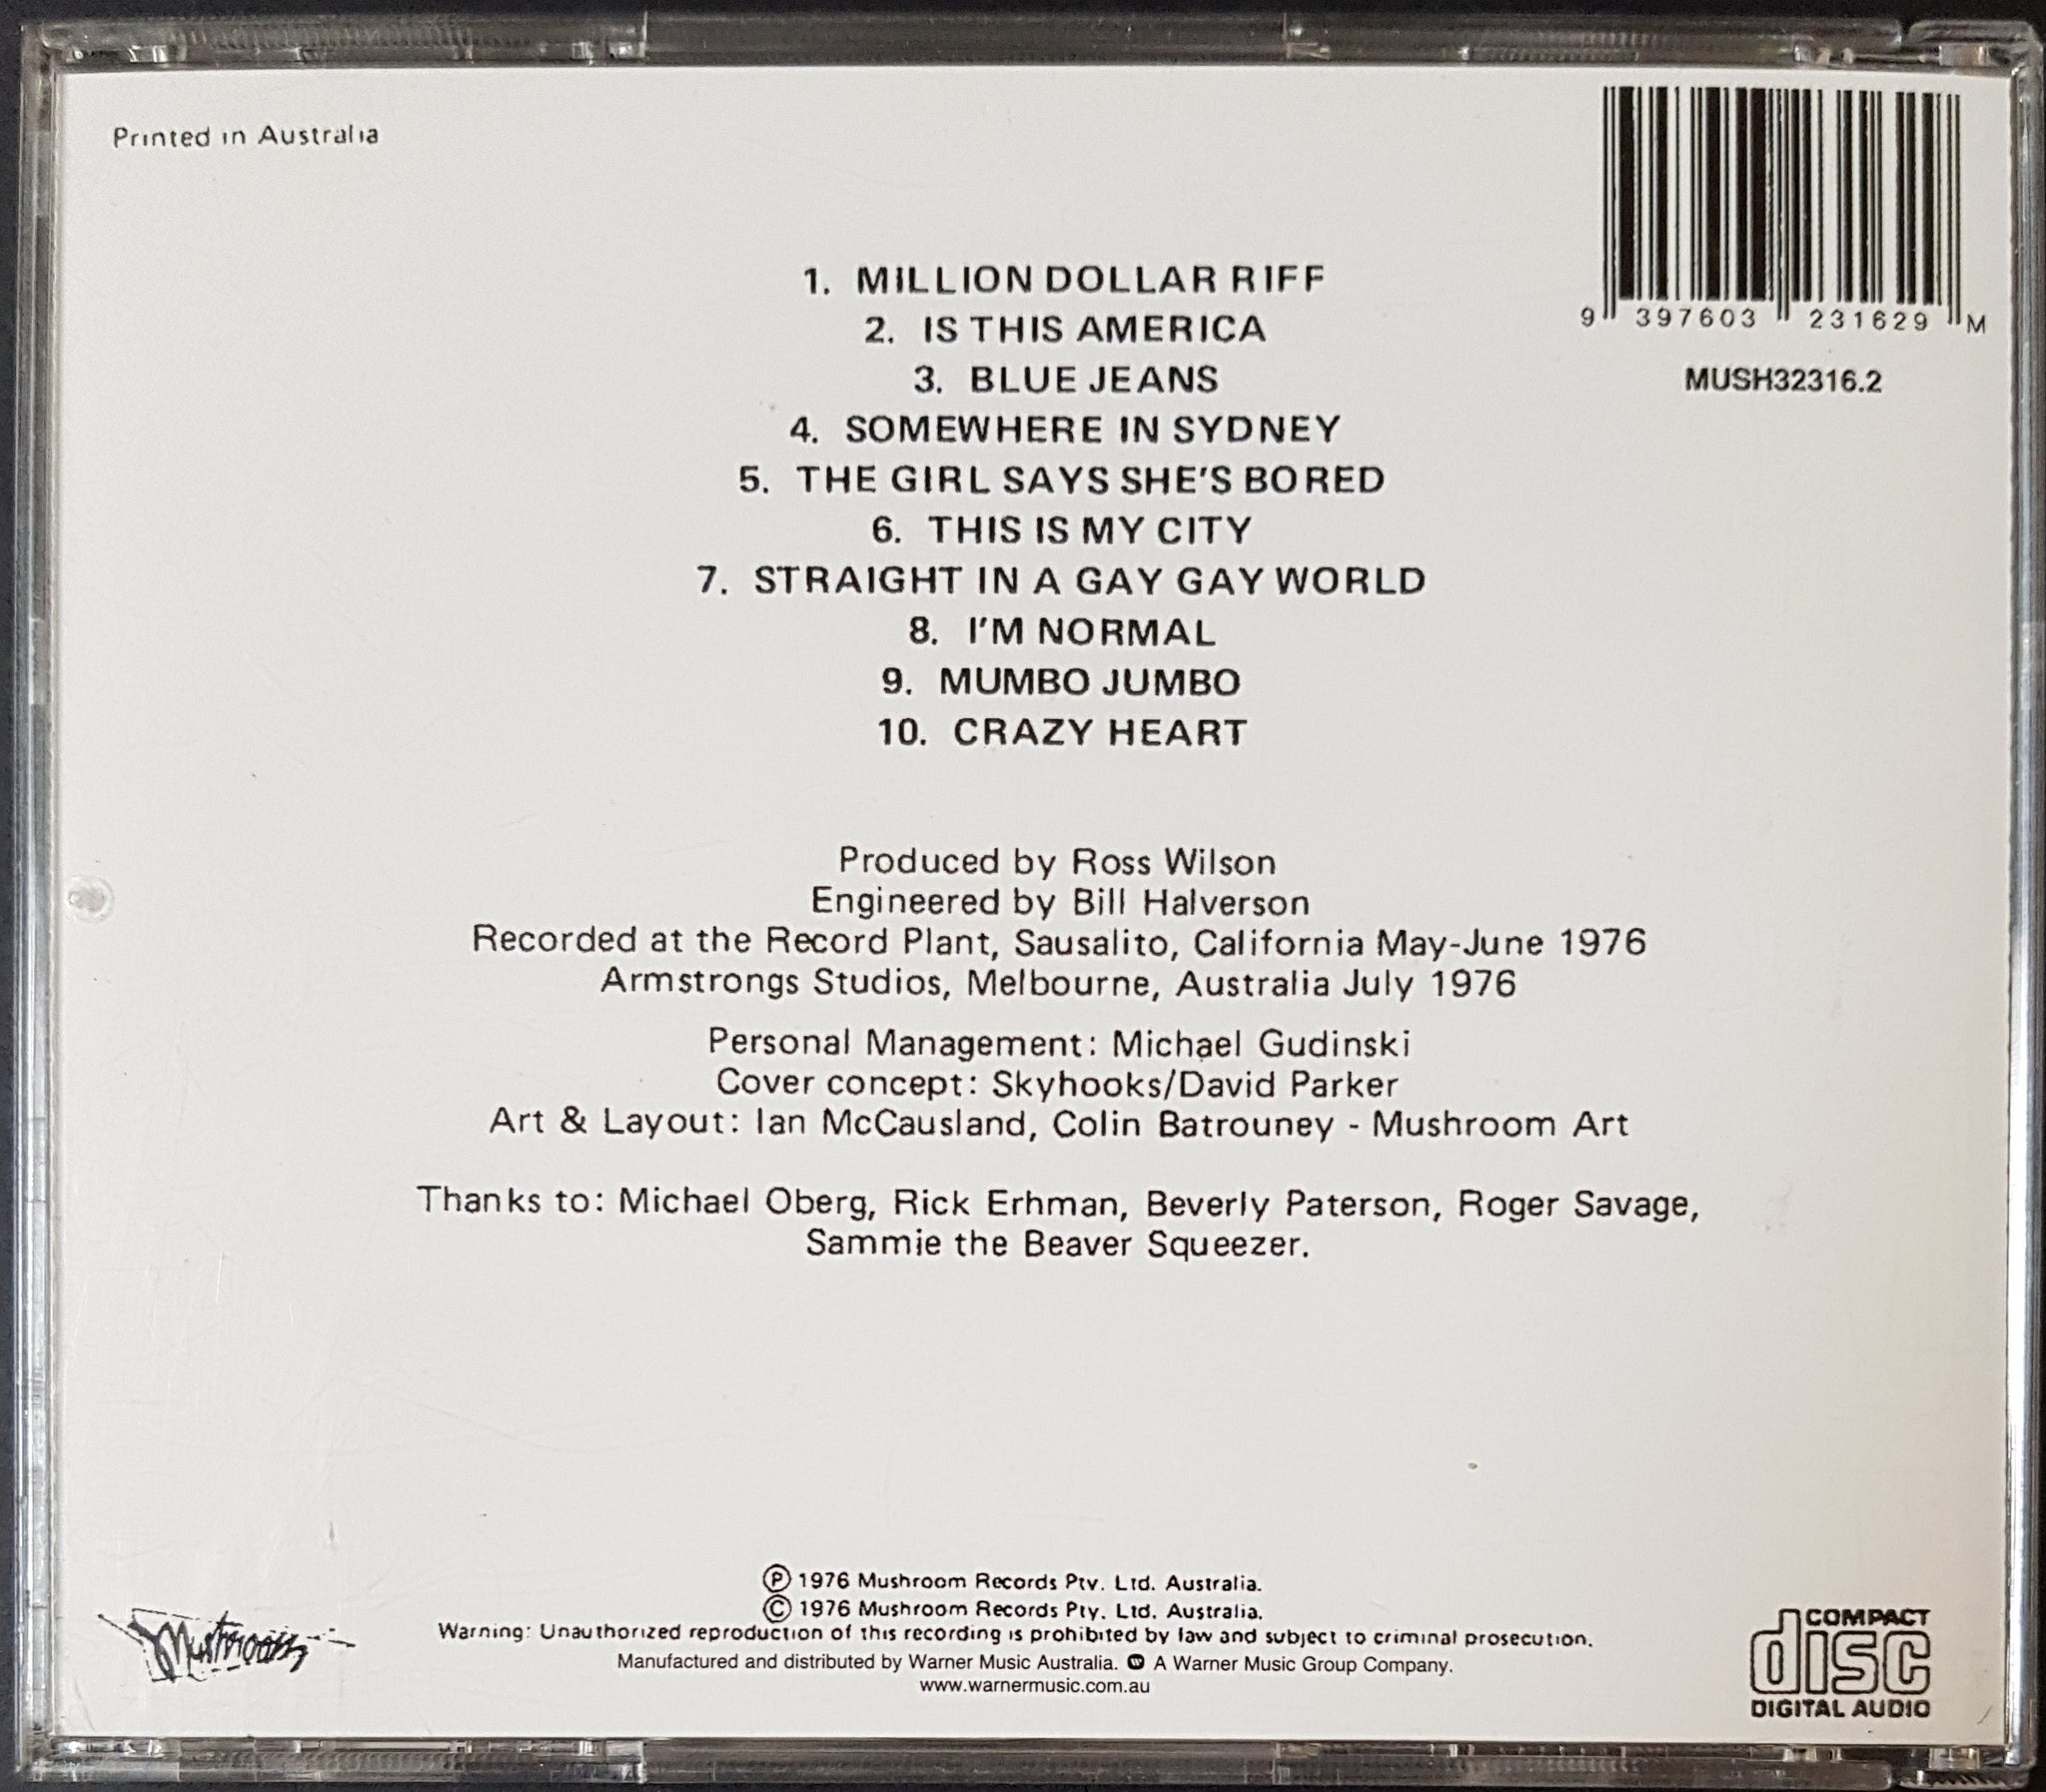 Printed in Australia
9 397603 231629 M
MUSH32316.2
1. MILLION DOLLAR RIFF
2. IS THIS AMERICA
3. BLUE JEANS
4. SOMEWHERE IN SYDNEY
5. THE GIRL SAYS SHE'S BORED
6. THIS IS MY CITY
7. STRAIGHT IN A GAY GAY WORLD
8. I'M NORMAL
9. MUMBO JUMBO
10. CRAZY HEART
Produced by Ross Wilson
Engineered by Bill Halverson
Recorded at the Record Plant, Sausalito, California May-June 1976
Armstrongs Studios, Melbourne, Australia July 1976
Personal Management: Michael Gudinski
Cover concept: Skyhooks/David Parker
Art & Layout: Ian McCausland, Colin Batrouney - Mushroom Art
Thanks to: Michael Oberg, Rick Erhman, Beverly Paterson, Roger Savage,
Sammie the Beaver Squeezer.
Ⓟ 1976 Mushroom Records Pty. Ltd. Australia.
© 1976 Mushroom Records Pty. Ltd. Australia.
Warning: Unauthorized reproduction of this recording is prohibited by law and subject to criminal prosecution.
Manufactured and distributed by Warner Music Australia. A Warner Music Group Company.
www.warnermusic.com.au
Mushroom
COMPACT
disc
DIGITAL AUDIO